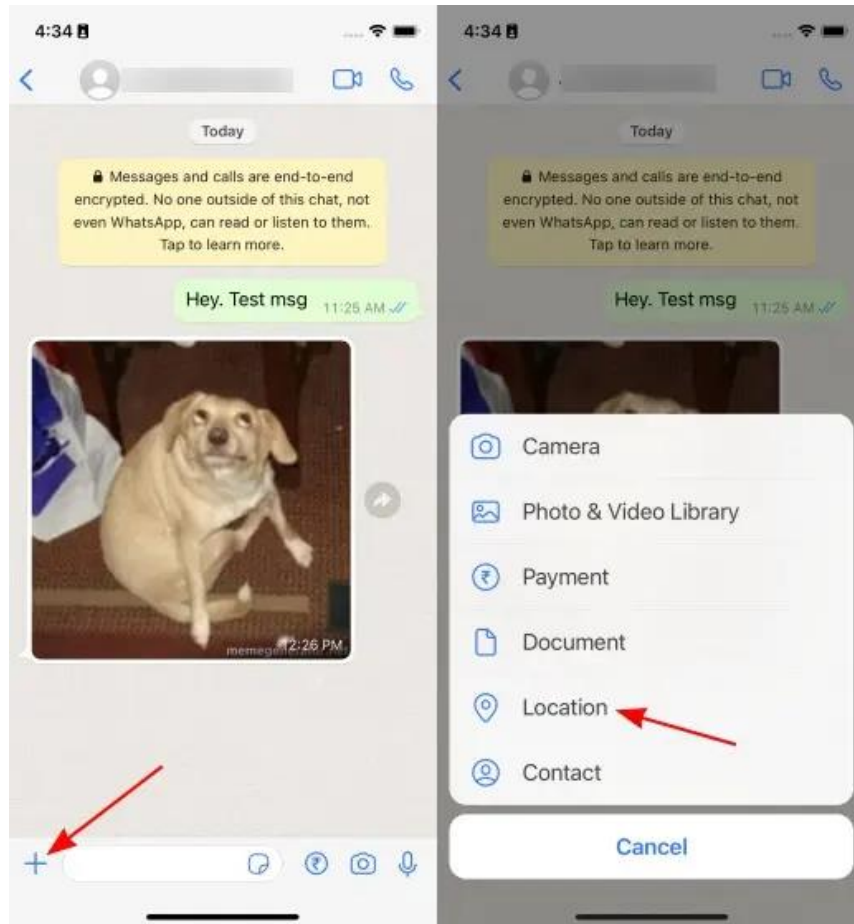 4:34
Today
Messages and calls are end-to-end
encrypted. No one outside of this chat, not
even WhatsApp, can read or listen to them.
Tap to learn more.
Hey. Test msg
11:25 AM
12:26 PM
4:34
Today
Messages and calls are end-to-end
encrypted. No one outside of this chat, not
even WhatsApp, can read or listen to them.
Tap to learn more.
Hey. Test msg
11:25 AM
Camera
Photo & Video Library
₹ Payment
Document
Location
Contact
Cancel